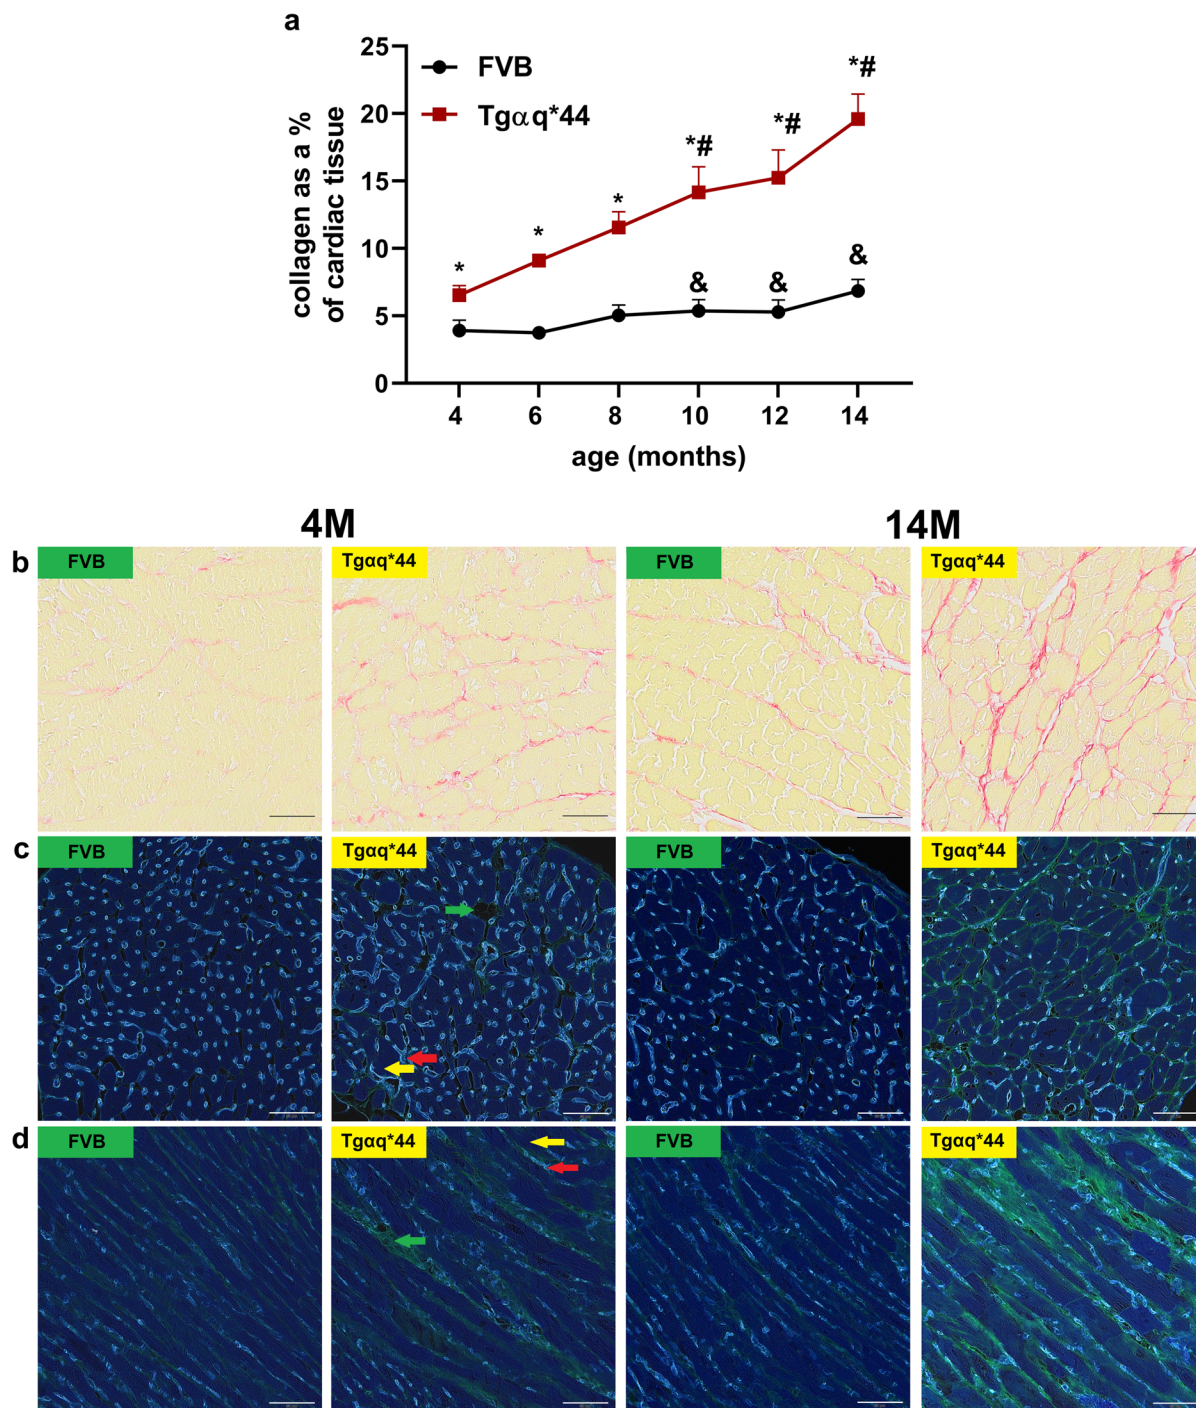 a
25
20
15
10
5
0
collagen as a %
of cardiac tissue
FVB
Tgαq*44
*
*
*
*#
*#
*#
&
&
&
4 6 8 10 12 14
age (months)
4M 14M
b FVB Tgαq*44 FVB Tgαq*44
c FVB Tgαq*44 FVB Tgαq*44
d FVB Tgαq*44 FVB Tgαq*44